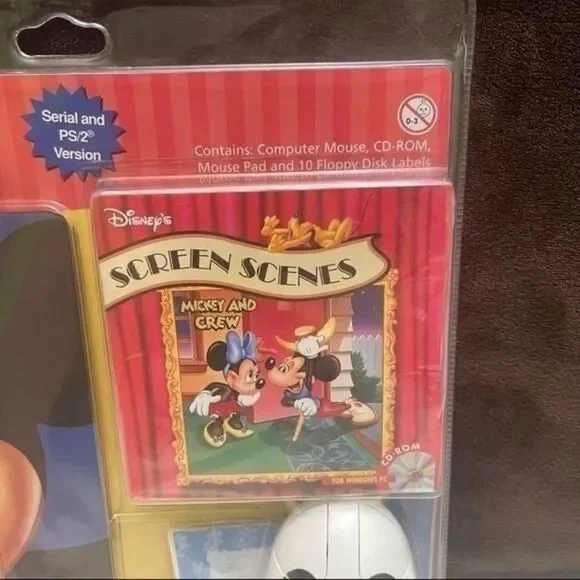 Serial and
PS/2®
Version
0-3
Contains: Computer Mouse, CD-ROM,
Mouse Pad and 10 Floppy Disk Labels
Disney's
SCREEN SCENES
MICKEY AND
CREW
CD-ROM
FOR WINDOWS PC